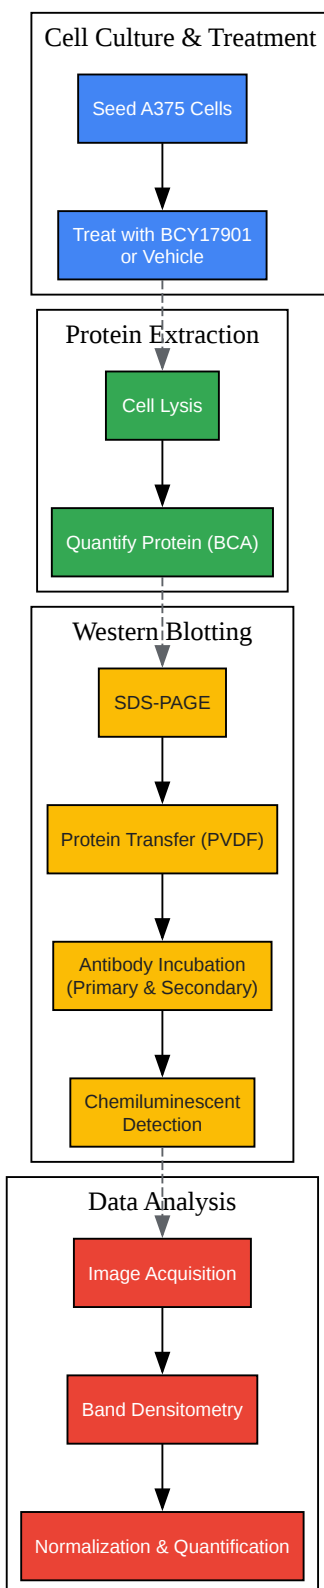 Cell Culture & Treatment
Seed A375 Cells
Treat with BCY17901
or Vehicle
Protein Extraction
Cell Lysis
Quantify Protein (BCA)
Western Blotting
SDS-PAGE
Protein Transfer (PVDF)
Antibody Incubation
(Primary & Secondary)
Chemiluminescent
Detection
Data Analysis
Image Acquisition
Band Densitometry
Normalization & Quantification